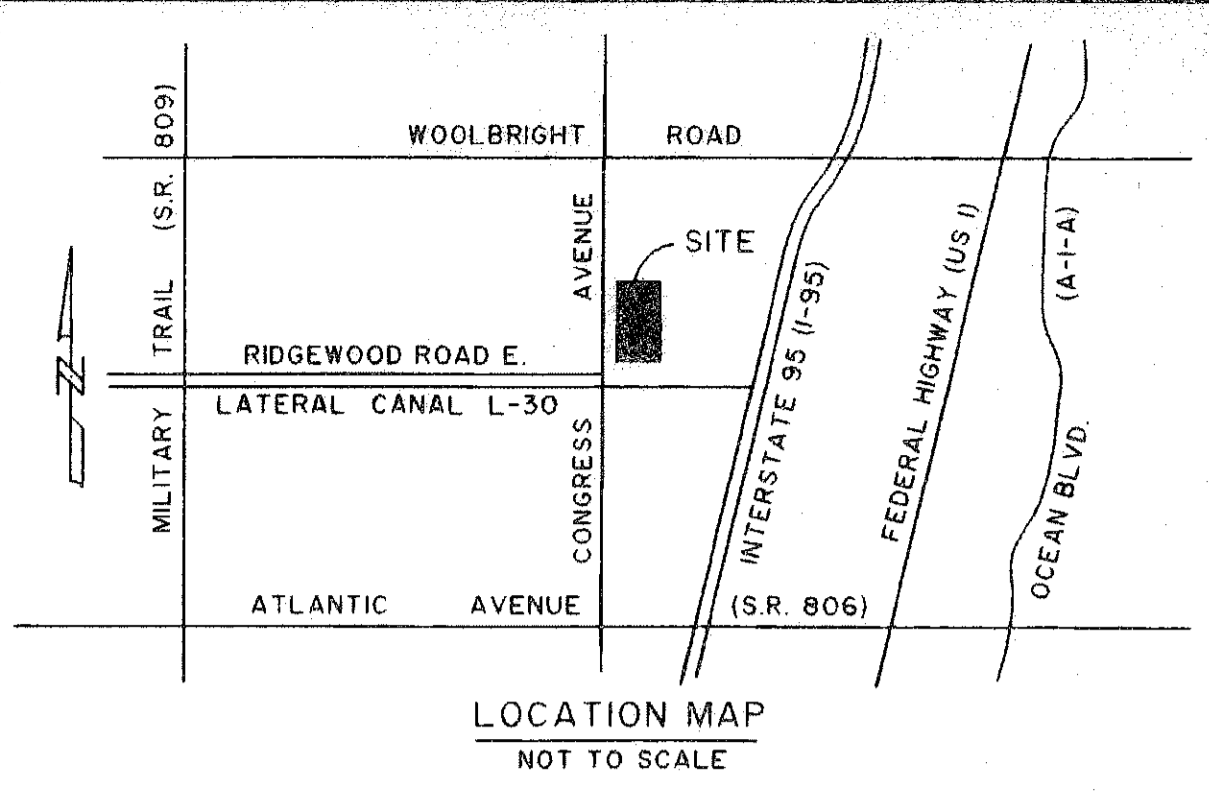 WOOLBRIGHT ROAD
MILITARY TRAIL (S.R. 809)
CONGRESS AVENUE
SITE
INTERSTATE 95 (I-95)
FEDERAL HIGHWAY (US 1)
OCEAN BLVD. (A-1-A)
N
RIDGEWOOD ROAD E.
LATERAL CANAL L-30
ATLANTIC AVENUE (S.R. 806)
LOCATION MAP
NOT TO SCALE